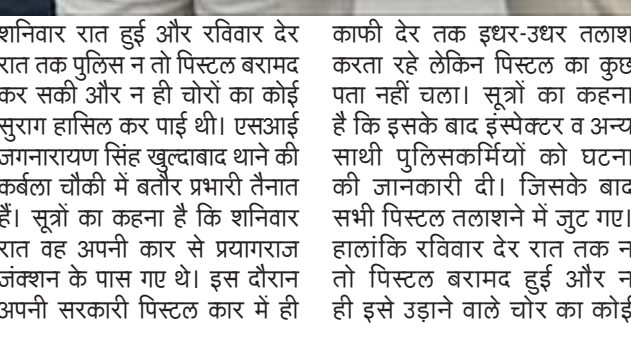 शनिवार रात हुई और रविवार देर
रात तक पुलिस न तो पिस्टल बरामद
कर सकी और न ही चोरों का कोई
सुराग हासिल कर पाई थी। एसआई
जगनारायण सिंह खुल्दाबाद थाने की
कर्बला चौकी में बतौर प्रभारी तैनात
हैं। सूत्रों का कहना है कि शनिवार
रात वह अपनी कार से प्रयागराज
जंक्शन के पास गए थे। इस दौरान
अपनी सरकारी पिस्टल कार में ही
काफी देर तक इधर-उधर तलाश
करता रहे लेकिन पिस्टल का कुछ
पता नहीं चला। सूत्रों का कहना
है कि इसके बाद इंस्पेक्टर व अन्य
साथी पुलिसकर्मियों को घटना
की जानकारी दी। जिसके बाद
सभी पिस्टल तलाशने में जुट गए।
हालांकि रविवार देर रात तक न
तो पिस्टल बरामद हुई और न
ही इसे उड़ाने वाले चोर का कोई